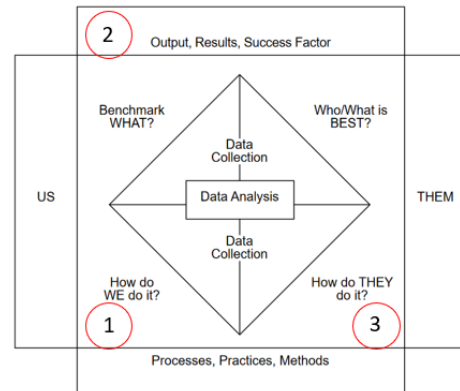 2
Output, Results, Success Factor
Benchmark
WHAT?
Who/What is
BEST?
Data
Collection
US
Data Analysis
THEM
Data
Collection
How do
WE do it?
How do THEY
do it?
1
3
Processes, Practices, Methods